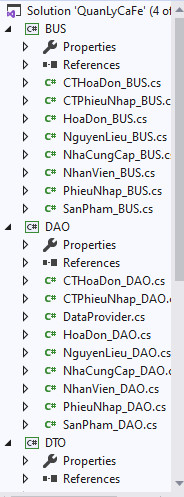 Solution 'QuanLyCaFe' (4 of
C# BUS
Properties
References
C# CTHoaDon_BUS.cs
C# CTPhieuNhap_BUS.cs
C# HoaDon_BUS.cs
C# NguyenLieu_BUS.cs
C# NhaCungCap_BUS.cs
C# NhanVien_BUS.cs
C# PhieuNhap_BUS.cs
C# SanPham_BUS.cs
C# DAO
Properties
References
C# CTHoaDon_DAO.cs
C# CTPhieuNhap_DAO.cs
C# DataProvider.cs
C# HoaDon_DAO.cs
C# NguyenLieu_DAO.cs
C# NhaCungCap_DAO.cs
C# NhanVien_DAO.cs
C# PhieuNhap_DAO.cs
C# SanPham_DAO.cs
C# DTO
Properties
References